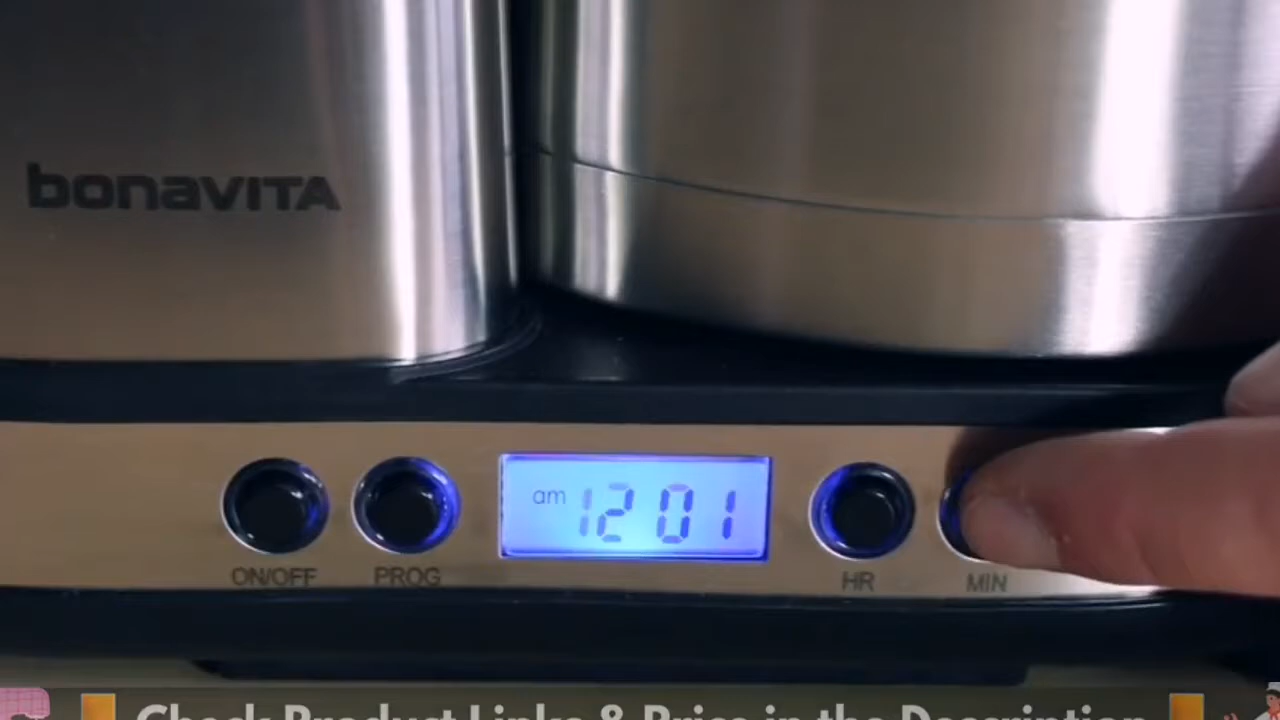 bonavITA
am 12 01
ON/OFF PROG HR MIN
Check Product Links & Price in the Description